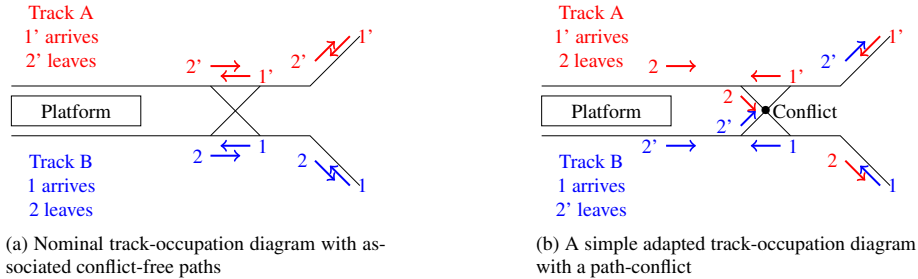 Track A
1' arrives
2' leaves
2'
1'
2'
1'
Platform
2
1
Track B
1 arrives
2 leaves
2
1
(a) Nominal track-occupation diagram with as-
sociated conflict-free paths
Track A
1' arrives
2 leaves
2
1'
2'
1'
2
Platform
Conflict
2'
2'
1
Track B
1 arrives
2' leaves
2
1
(b) A simple adapted track-occupation diagram
with a path-conflict